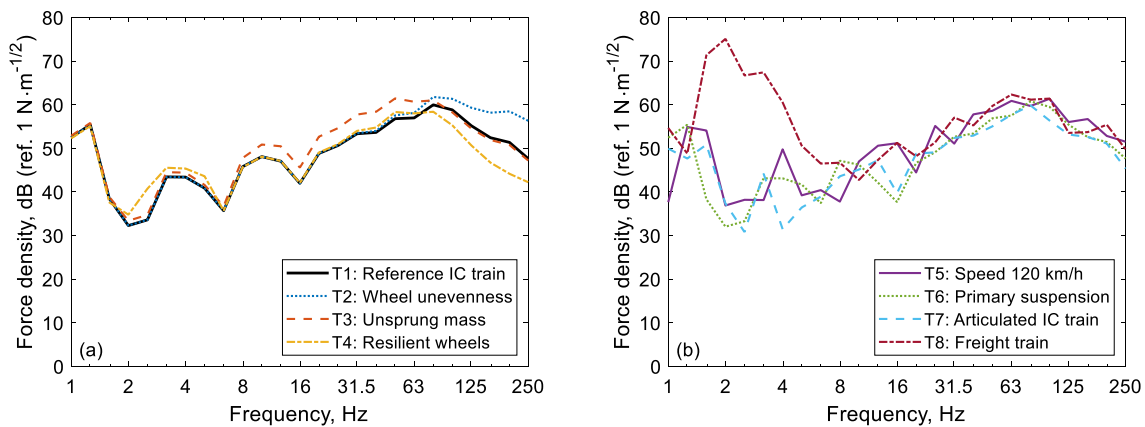 Force density, dB (ref. 1 N·m^-1/2)
80
70
60
50
40
30
20
10
0
T1: Reference IC train
T2: Wheel unevenness
T3: Unsprung mass
T4: Resilient wheels
(a)
1 2 4 8 16 31.5 63 125 250
Frequency, Hz
Force density, dB (ref. 1 N·m^-1/2)
80
70
60
50
40
30
20
10
0
T5: Speed 120 km/h
T6: Primary suspension
T7: Articulated IC train
T8: Freight train
(b)
1 2 4 8 16 31.5 63 125 250
Frequency, Hz